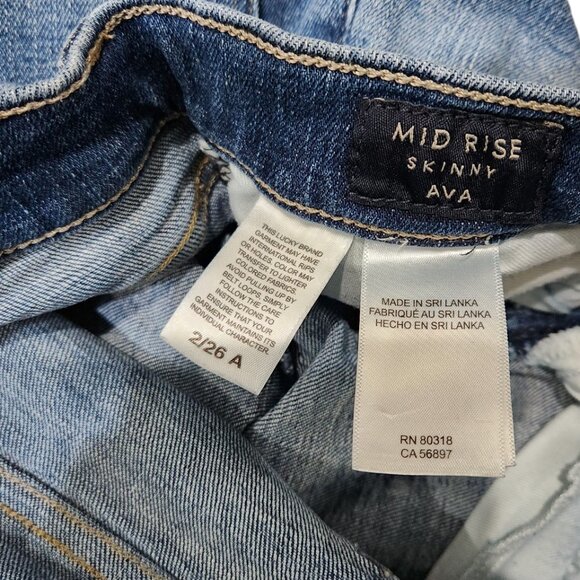 MID RISE
SKINNY
AVA
THIS LUCKY BRAND
GARMENT MAY HAVE
INTERNATIONAL RIPS
OR HOLES. COLOR MAY
TRANSFER TO LIGHTER
COLORED FABRICS.
AVOID PULLING UP BY
BELT LOOPS. SIMPLY
FOLLOW THE CARE
INSTRUCTIONS TO
ENSURE YOUR
GARMENT MAINTAINS ITS
INDIVIDUAL CHARACTER.
2/26 A
MADE IN SRI LANKA
FABRIQUÉ AU SRI LANKA
HECHO EN SRI LANKA
RN 80318
CA 56897